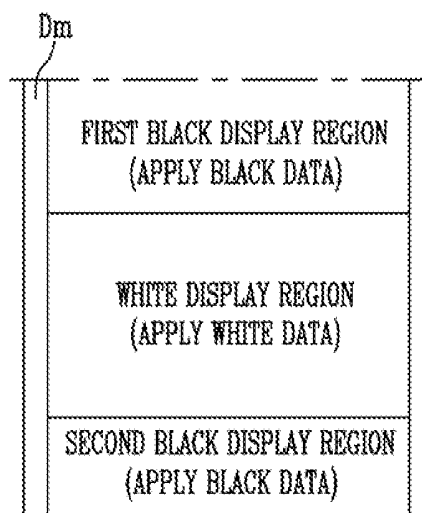 Dm
FIRST BLACK DISPLAY REGION
(APPLY BLACK DATA)
WHITE DISPLAY REGION
(APPLY WHITE DATA)
SECOND BLACK DISPLAY REGION
(APPLY BLACK DATA)